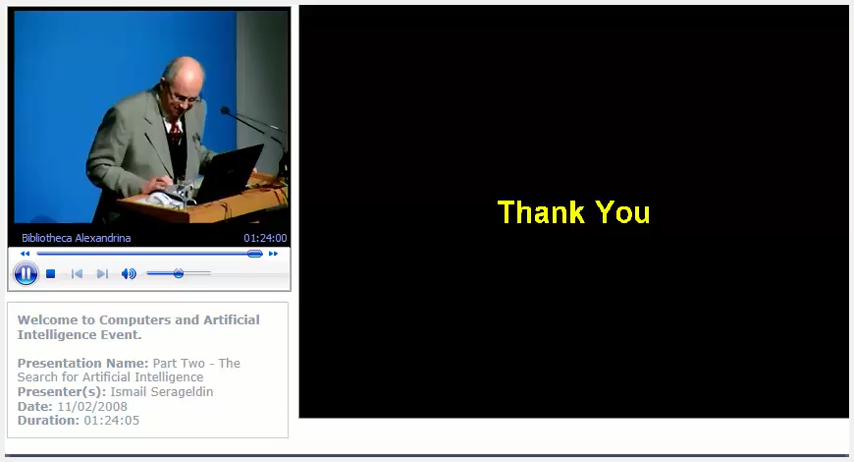 Bibliotheca Alexandrina 01:24:00
Welcome to Computers and Artificial
Intelligence Event.
Presentation Name: Part Two - The
Search for Artificial Intelligence
Presenter(s): Ismail Serageldin
Date: 11/02/2008
Duration: 01:24:05
Thank You